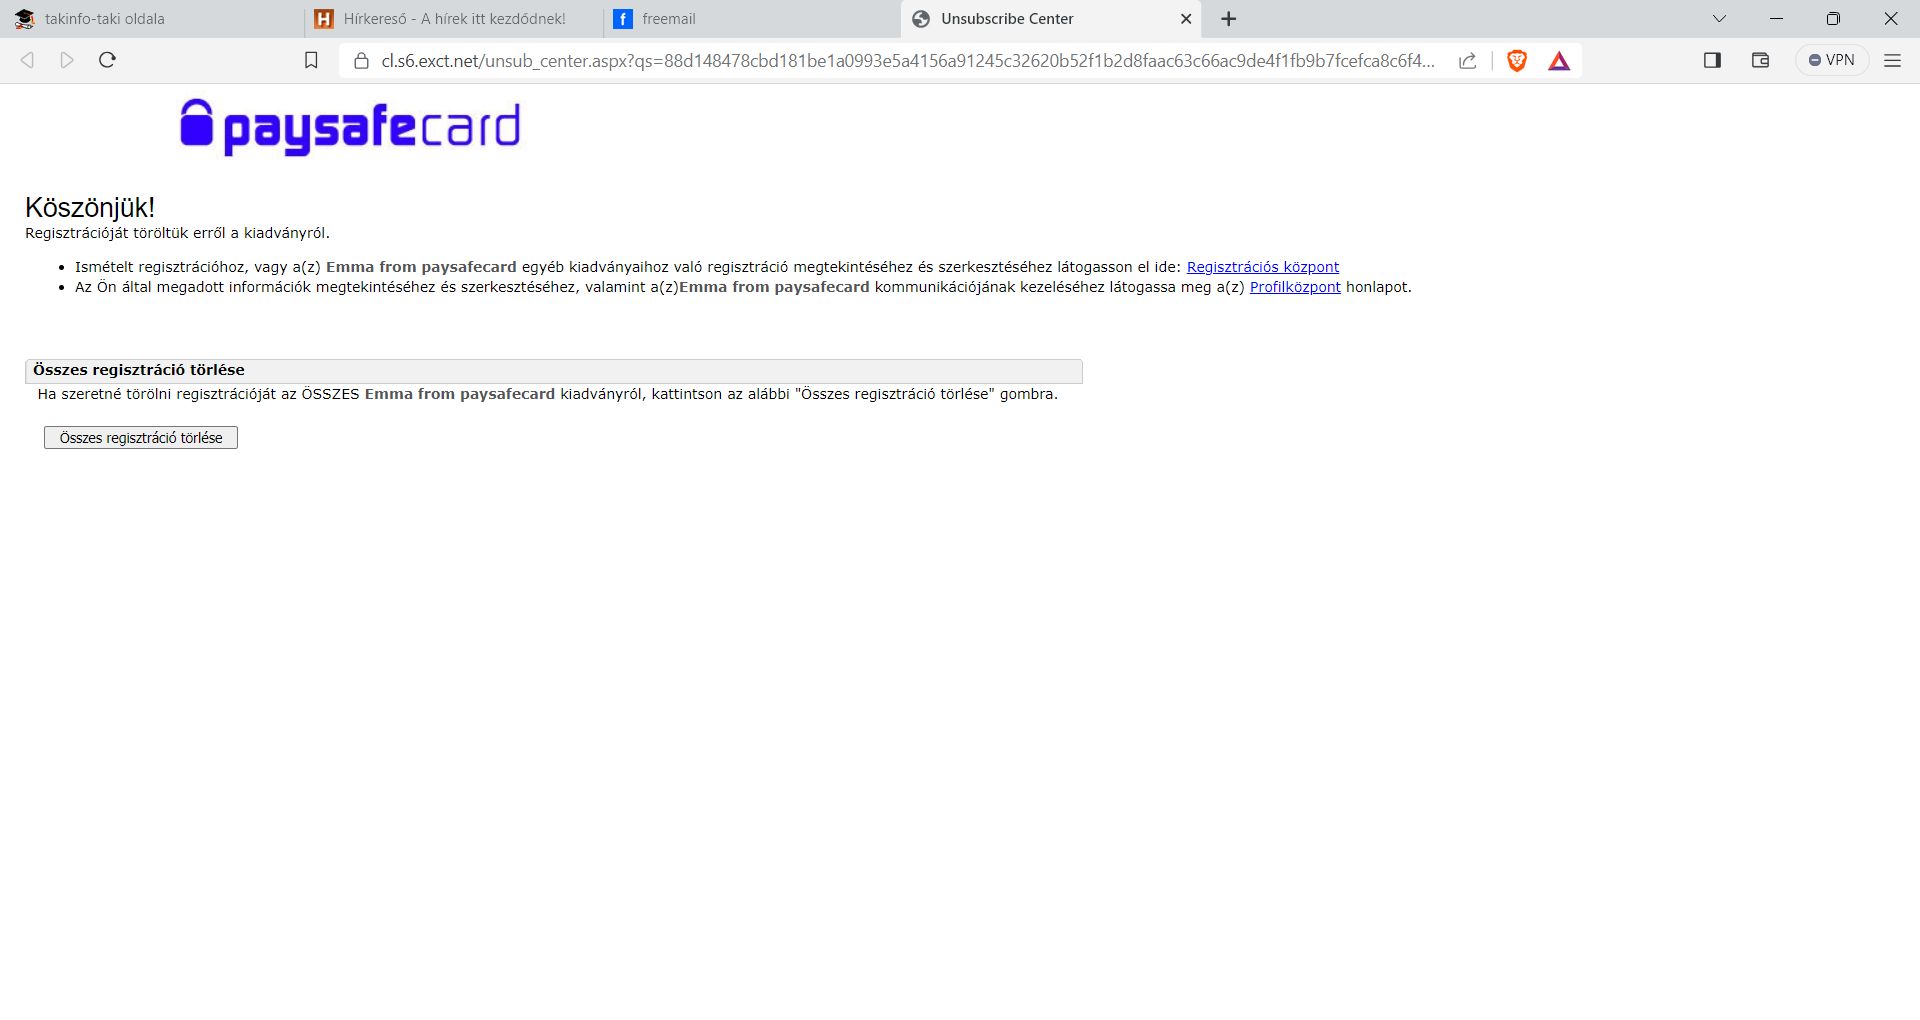 takinfo-taki oldala
Hírkereső - A hírek itt kezdődnek!
freemail
Unsubscribe Center
cl.s6.exct.net/unsub_center.aspx?qs=88d148478cbd181be1a0993e5a4156a91245c32620b52f1b2d8faac63c66ac9de4f1fb9b7fcefca8c6f4...
VPN
paysafecard
Köszönjük!
Regisztrációját töröltük erről a kiadványról.
• Ismételt regisztrációhoz, vagy a(z) Emma from paysafecard egyéb kiadványaihoz való regisztráció megtekintéséhez és szerkesztéséhez látogasson el ide: Regisztrációs központ
• Az Ön által megadott információk megtekintéséhez és szerkesztéséhez, valamint a(z)Emma from paysafecard kommunikációjának kezeléséhez látogassa meg a(z) Profilközpont honlapot.
Összes regisztráció törlése
Ha szeretné törölni regisztrációját az ÖSSZES Emma from paysafecard kiadványról, kattintson az alábbi "Összes regisztráció törlése" gombra.
Összes regisztráció törlése